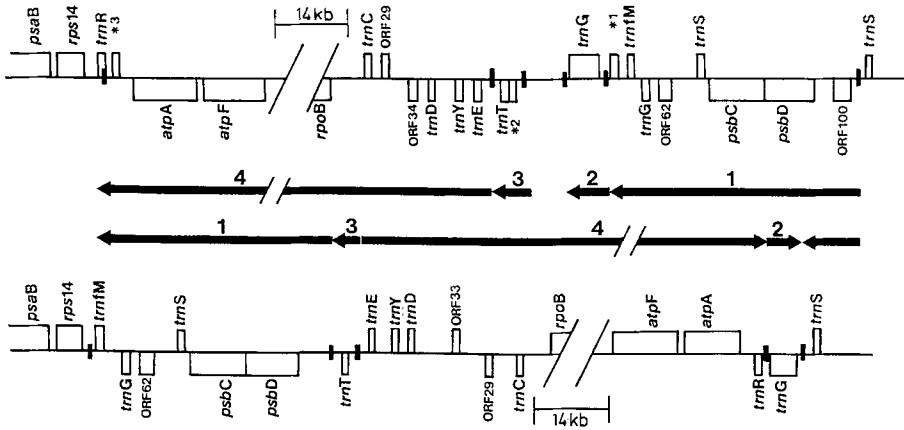 psaB rps14 trnR *3 14kb trnC ORF29 trnG *1 trnfM trnS trnS
atpA atpF rpoB ORF34 trnD trnY trnE trnT *2 trnG ORF62 psbC psbD ORF100
4 3 2 1
1 3 4 2
psaB rps14 trnfM trnS trnE trnY trnD ORF33 rpoB atpF atpA trnS
trnG ORF62 psbC psbD trnT ORF29 trnC 14kb trnR trnG